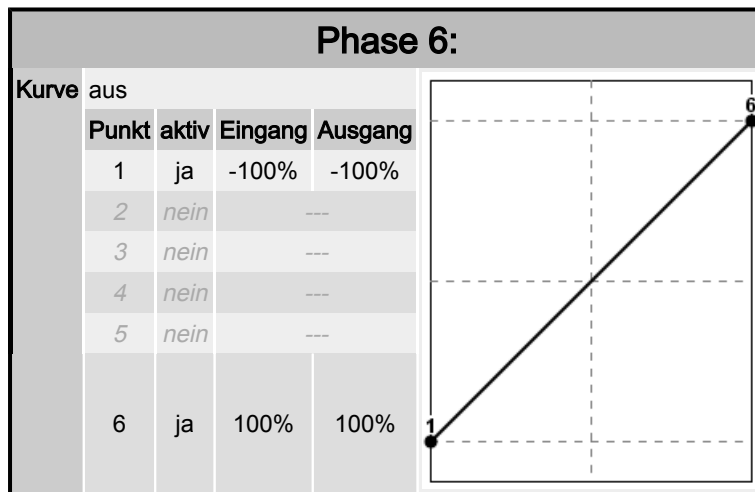 Phase 6:
Kurve aus
Punkt aktiv Eingang Ausgang
1 ja -100% -100%
2 nein ---
3 nein ---
4 nein ---
5 nein ---
6 ja 100% 100%
6
1